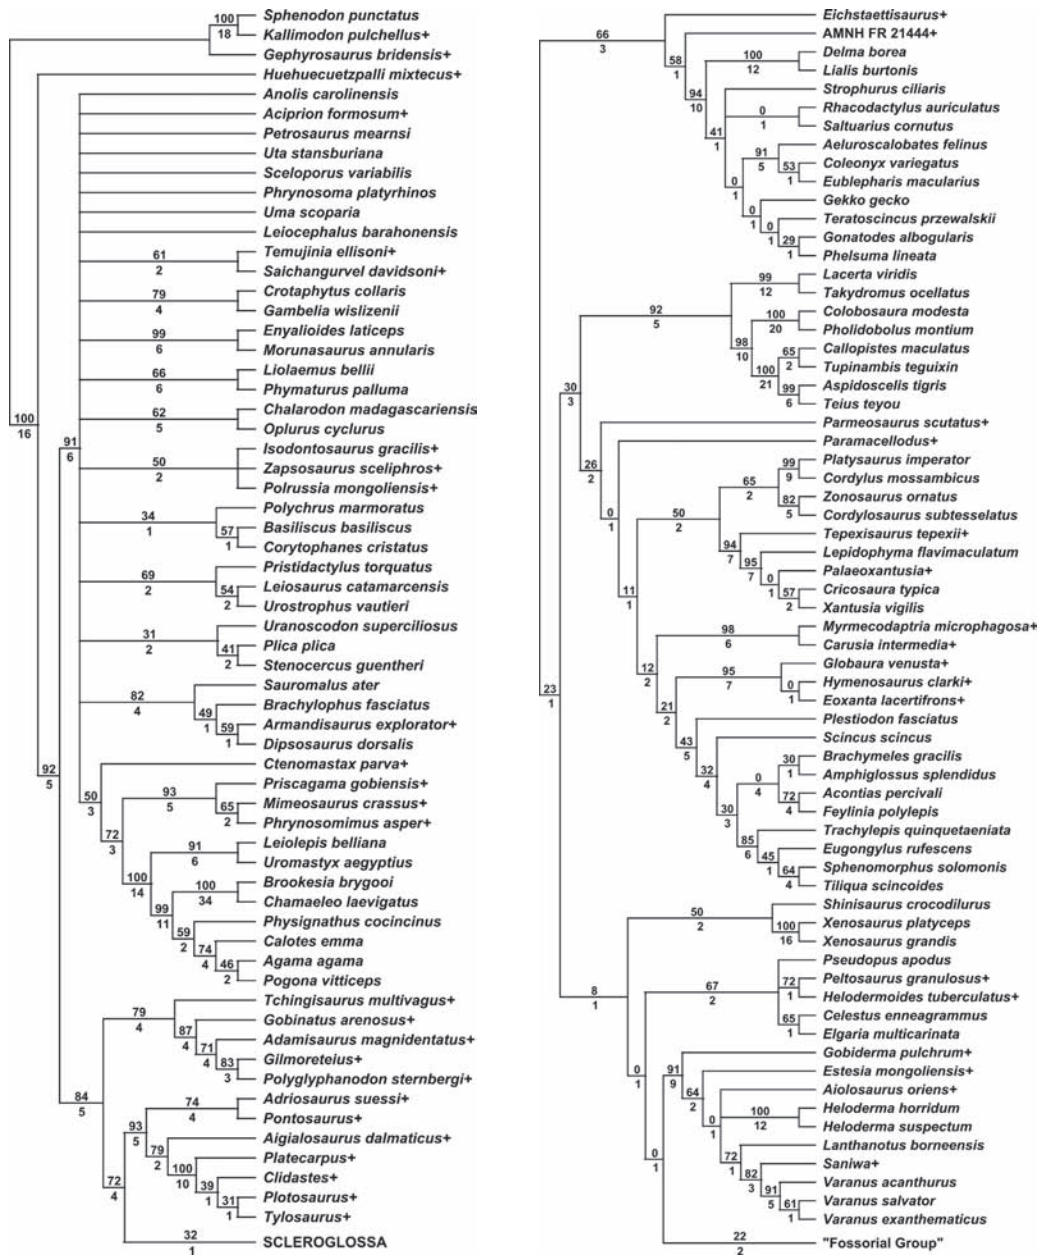 100
Sphenodon punctatus
18
Kallimodon pulchellus+
Gephyrosaurus bridensis+
Huehuecuetzpalli mixtecus+
Anolis carolinensis
Aciprion formosum+
Petrosaurus mearnsi
Uta stansburiana
Sceloporus variabilis
Phrynosoma platyrhinos
Uma scoparia
Leiocephalus barahonensis
61
Temujinia ellisoni+
2
Saichangurvel davidsoni+
79
Crotaphytus collaris
4
Gambelia wislizenii
99
Enyalioides laticeps
6
Morunasaurus annularis
66
Liolaemus bellii
6
Phymaturus palluma
62
Chalarodon madagascariensis
5
Oplurus cyclurus
100
16
91
6
Isodontosaurus gracilis+
50
2
Zapsosaurus sceliphros+
Polrussia mongoliensis+
34
1
Polychrus marmoratus
57
1
Basiliscus basiliscus
Corytophanes cristatus
69
2
Pristidactylus torquatus
54
2
Leiosaurus catamarcensis
Urostrophus vautieri
31
2
Uranoscodon superciliosus
41
2
Plica plica
Stenocercus guentheri
82
4
Sauromalus ater
49
1
Brachylophus fasciatus
59
1
Armandisaurus explorator+
Dipsosaurus dorsalis
92
5
50
3
Ctenomastax parva+
72
3
93
5
Priscagama gobiensis+
65
2
Mimeosaurus crassus+
Phrynosomimus asper+
100
14
91
6
Leiolepis belliana
Uromastyx aegyptius
99
11
100
34
Brookesia brygooi
Chamaeleo laevigatus
59
2
Physignathus cocincinus
74
4
Calotes emma
46
2
Agama agama
Pogona vitticeps
84
5
79
4
Tchingisaurus multivagus+
87
4
Gobinatus arenosus+
71
4
Adamisaurus magnidentatus+
83
3
Gilmoreteius+
Polyglyphanodon sternbergi+
72
4
93
5
74
4
Adriosaurus suessi+
Pontosaurus+
79
2
Aigialosaurus dalmaticus+
100
10
Platecarpus+
39
1
Clidastes+
31
1
Plotosaurus+
Tylosaurus+
32
1
SCLEROGLOSSA
66
3
Eichstaettisaurus+
58
1
AMNH FR 21444+
94
10
100
12
Delma borea
Lialis burtonis
41
1
Strophurus ciliaris
0
1
Rhacodactylus auriculatus
Saltuarius cornutus
0
1
91
5
Aeluroscalobates felinus
53
1
Coleonyx variegatus
Eublepharis macularius
0
1
Gekko gecko
0
1
Teratoscincus przewalskii
29
1
Gonatodes albogularis
Phelsuma lineata
30
3
92
5
99
12
Lacerta viridis
Takydromus ocellatus
98
10
100
20
Colobosaura modesta
Pholidobolus montium
100
21
65
2
Callopistes maculatus
Tupinambis teguixin
99
6
Aspidoscelis tigris
Teius teyou
26
2
Parmeosaurus scutatus+
0
1
Paramacellodus+
11
1
50
2
65
2
99
9
Platysaurus imperator
Cordylus mossambicus
82
5
Zonosaurus ornatus
Cordylosaurus subtesselatus
94
7
Tepexisaurus tepexii+
95
7
Lepidophyma flavimaculatum
0
1
Palaeoxantusia+
57
2
Cricosaura typica
Xantusia vigilis
12
2
98
6
Myrmecodaptria microphagosa+
Carusia intermedia+
21
2
95
7
Globaura venusta+
0
1
Hymenosaurus clarki+
Eoxanta lacertifrons+
43
5
Plestiodon fasciatus
32
4
Scincus scincus
30
3
0
4
30
1
Brachymeles gracilis
Amphiglossus splendidus
72
4
Acontias percivali
Feylinia polylepis
85
6
Trachylepis quinquetaeniata
45
1
Eugongylus rufescens
64
4
Sphenomorphus solomonis
Tiliqua scincoides
23
1
8
1
50
2
Shinisaurus crocodilurus
100
16
Xenosaurus platyceps
Xenosaurus grandis
0
1
67
2
Pseudopus apodus
72
1
Peltosaurus granulosus+
Helodermoides tuberculatus+
65
1
Celestus enneagrammus
Elgaria multicarinata
0
1
91
9
Gobiderma pulchrum+
64
2
Estesia mongoliensis+
0
1
Aiolosaurus oriens+
100
12
Heloderma horridum
Heloderma suspectum
72
1
Lanthanotus borneensis
82
3
Saniwa+
91
5
Varanus acanthurus
61
1
Varanus salvator
Varanus exanthematicus
22
2
"Fossorial Group"